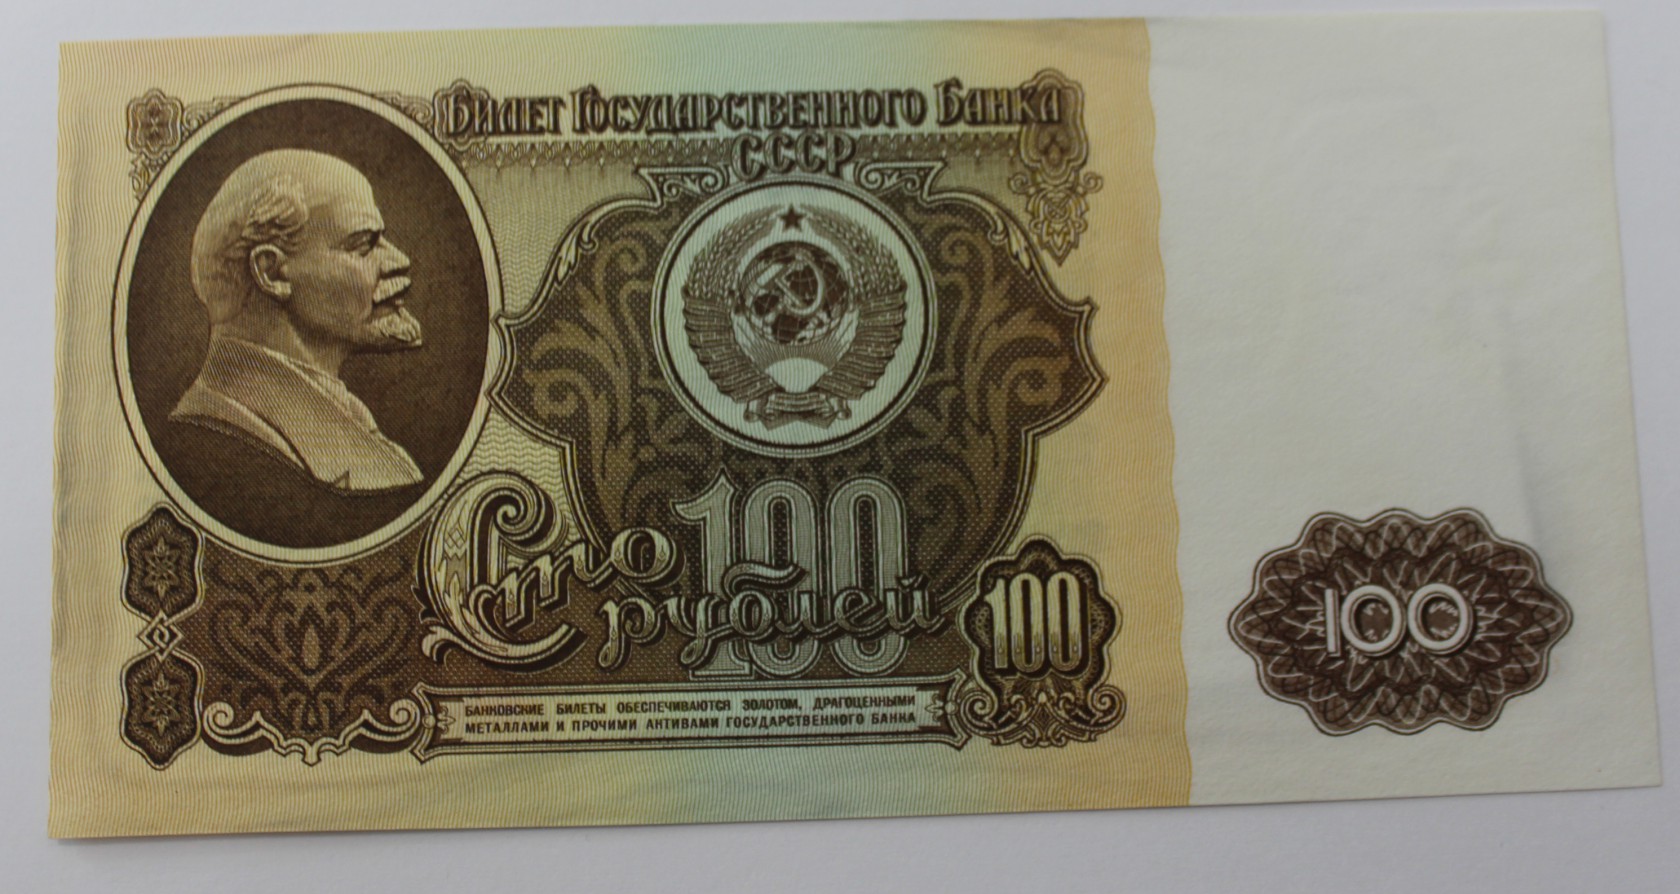 Билет Государственного Банка
СССР
100
Сто
рублей
100
100
БАНКОВСКИЕ БИЛЕТЫ ОБЕСПЕЧИВАЮТСЯ ЗОЛОТОМ, ДРАГОЦЕННЫМИ
МЕТАЛЛАМИ И ПРОЧИМИ АКТИВАМИ ГОСУДАРСТВЕННОГО БАНКА